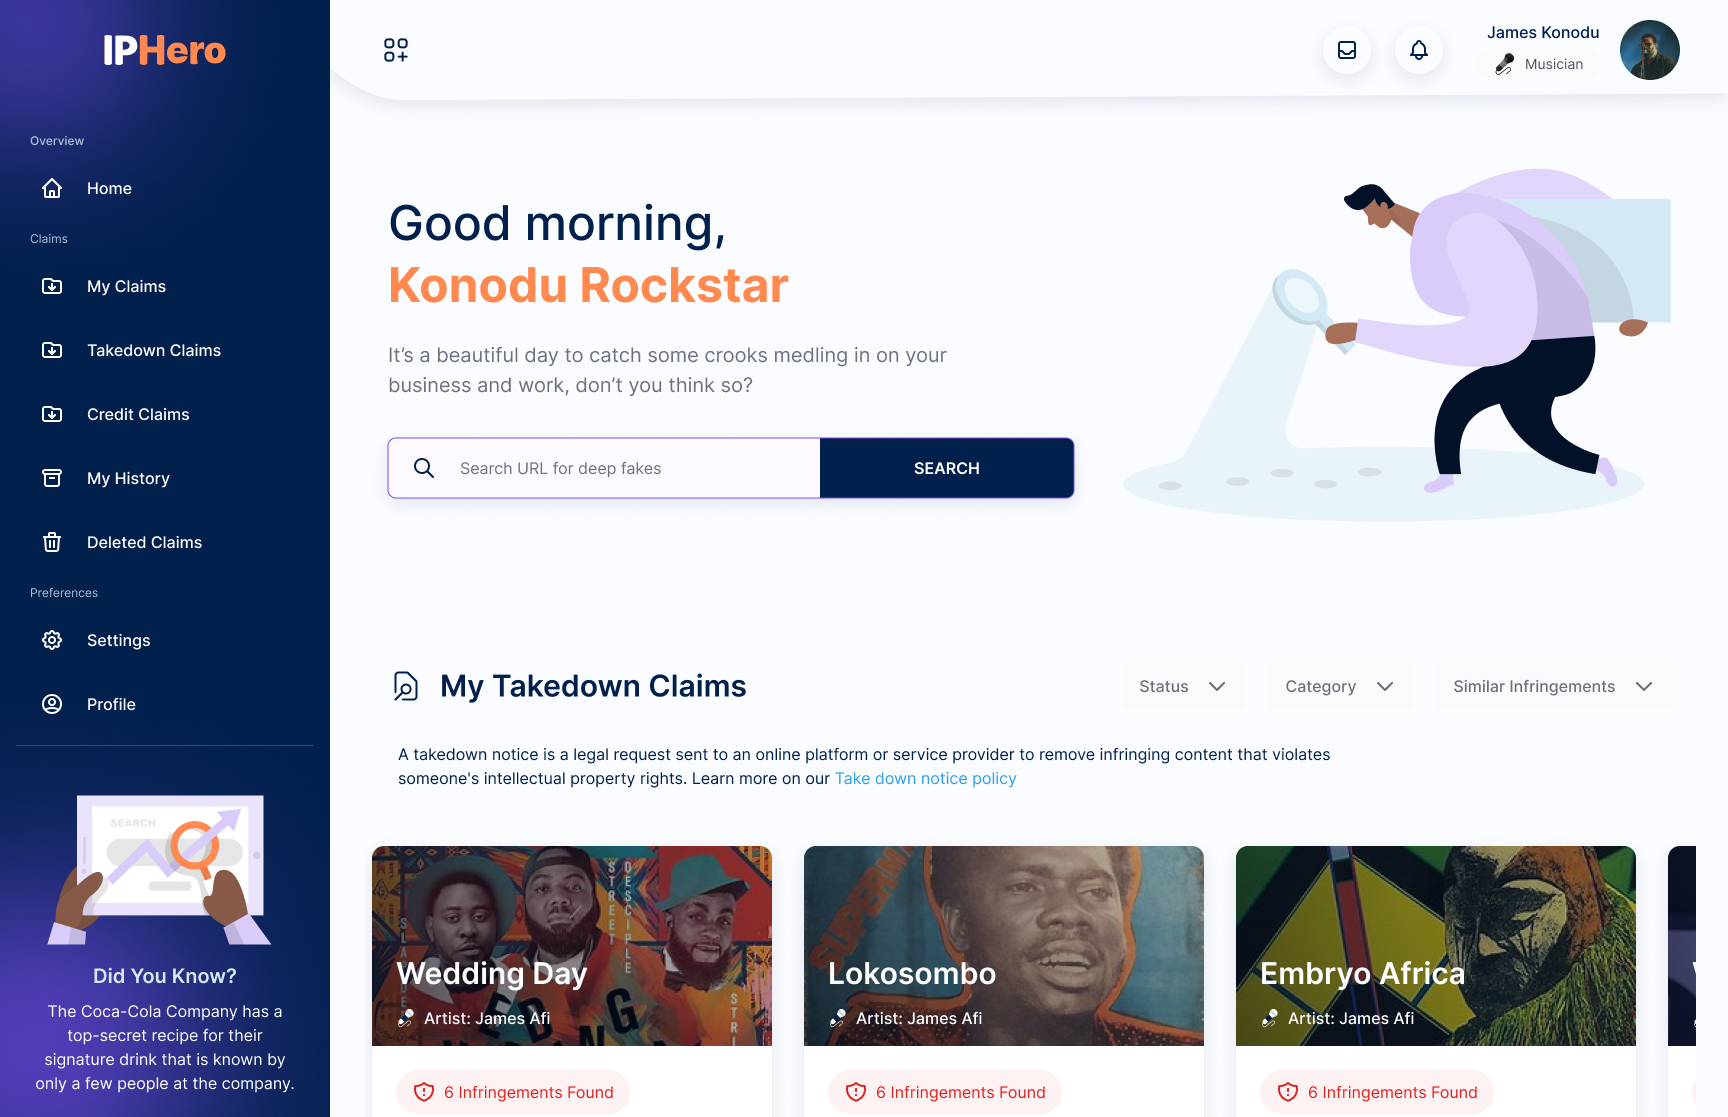 IPHero
Overview
Home
Claims
My Claims
Takedown Claims
Credit Claims
My History
Deleted Claims
Preferences
Settings
Profile
SEARCH
Did You Know?
The Coca-Cola Company has a
top-secret recipe for their
signature drink that is known by
only a few people at the company.
James Konodu
Musician
Good morning,
Konodu Rockstar
It’s a beautiful day to catch some crooks medling in on your
business and work, don’t you think so?
Search URL for deep fakes
SEARCH
My Takedown Claims
Status
Category
Similar Infringements
A takedown notice is a legal request sent to an online platform or service provider to remove infringing content that violates
someone's intellectual property rights. Learn more on our Take down notice policy
STREET
DESCIPLE
Wedding Day
Artist: James Afi
6 Infringements Found
Lokosombo
Artist: James Afi
6 Infringements Found
Embryo Africa
Artist: James Afi
6 Infringements Found